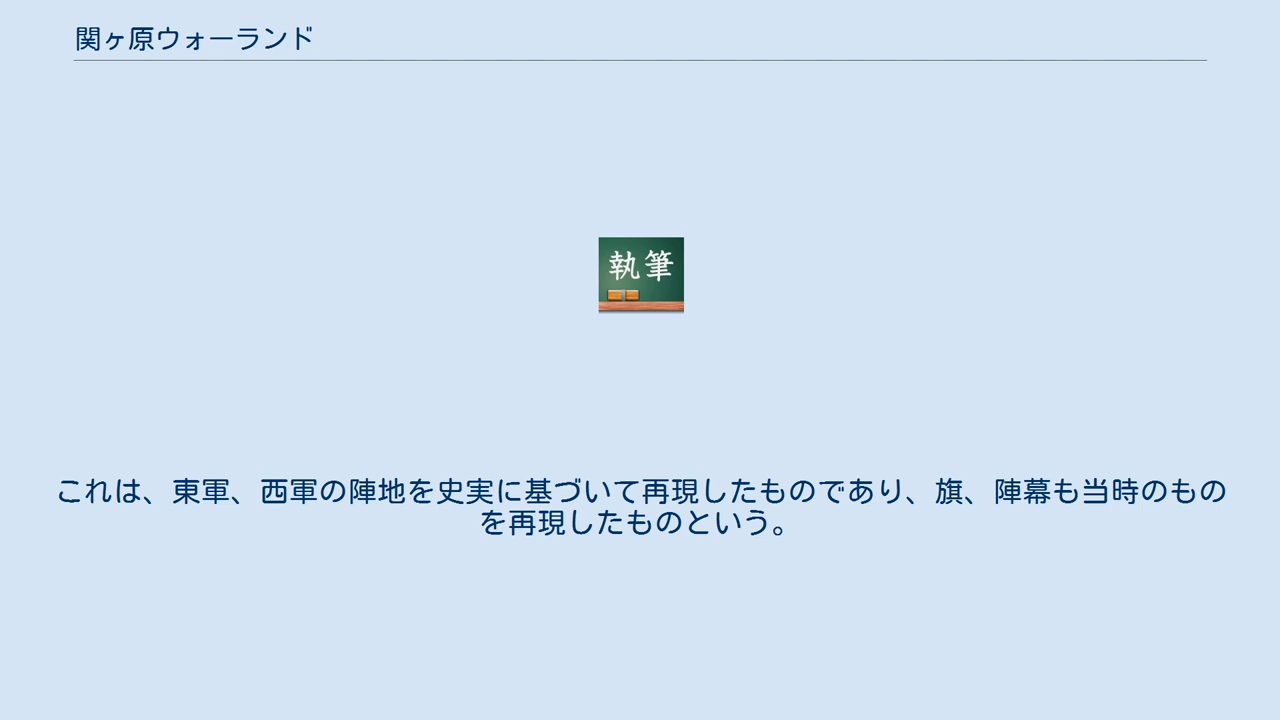 関ヶ原ウォーランド
執筆
これは、東軍、西軍の陣地を史実に基づいて再現したものであり、旗、陣幕も当時のもの
を再現したものという。